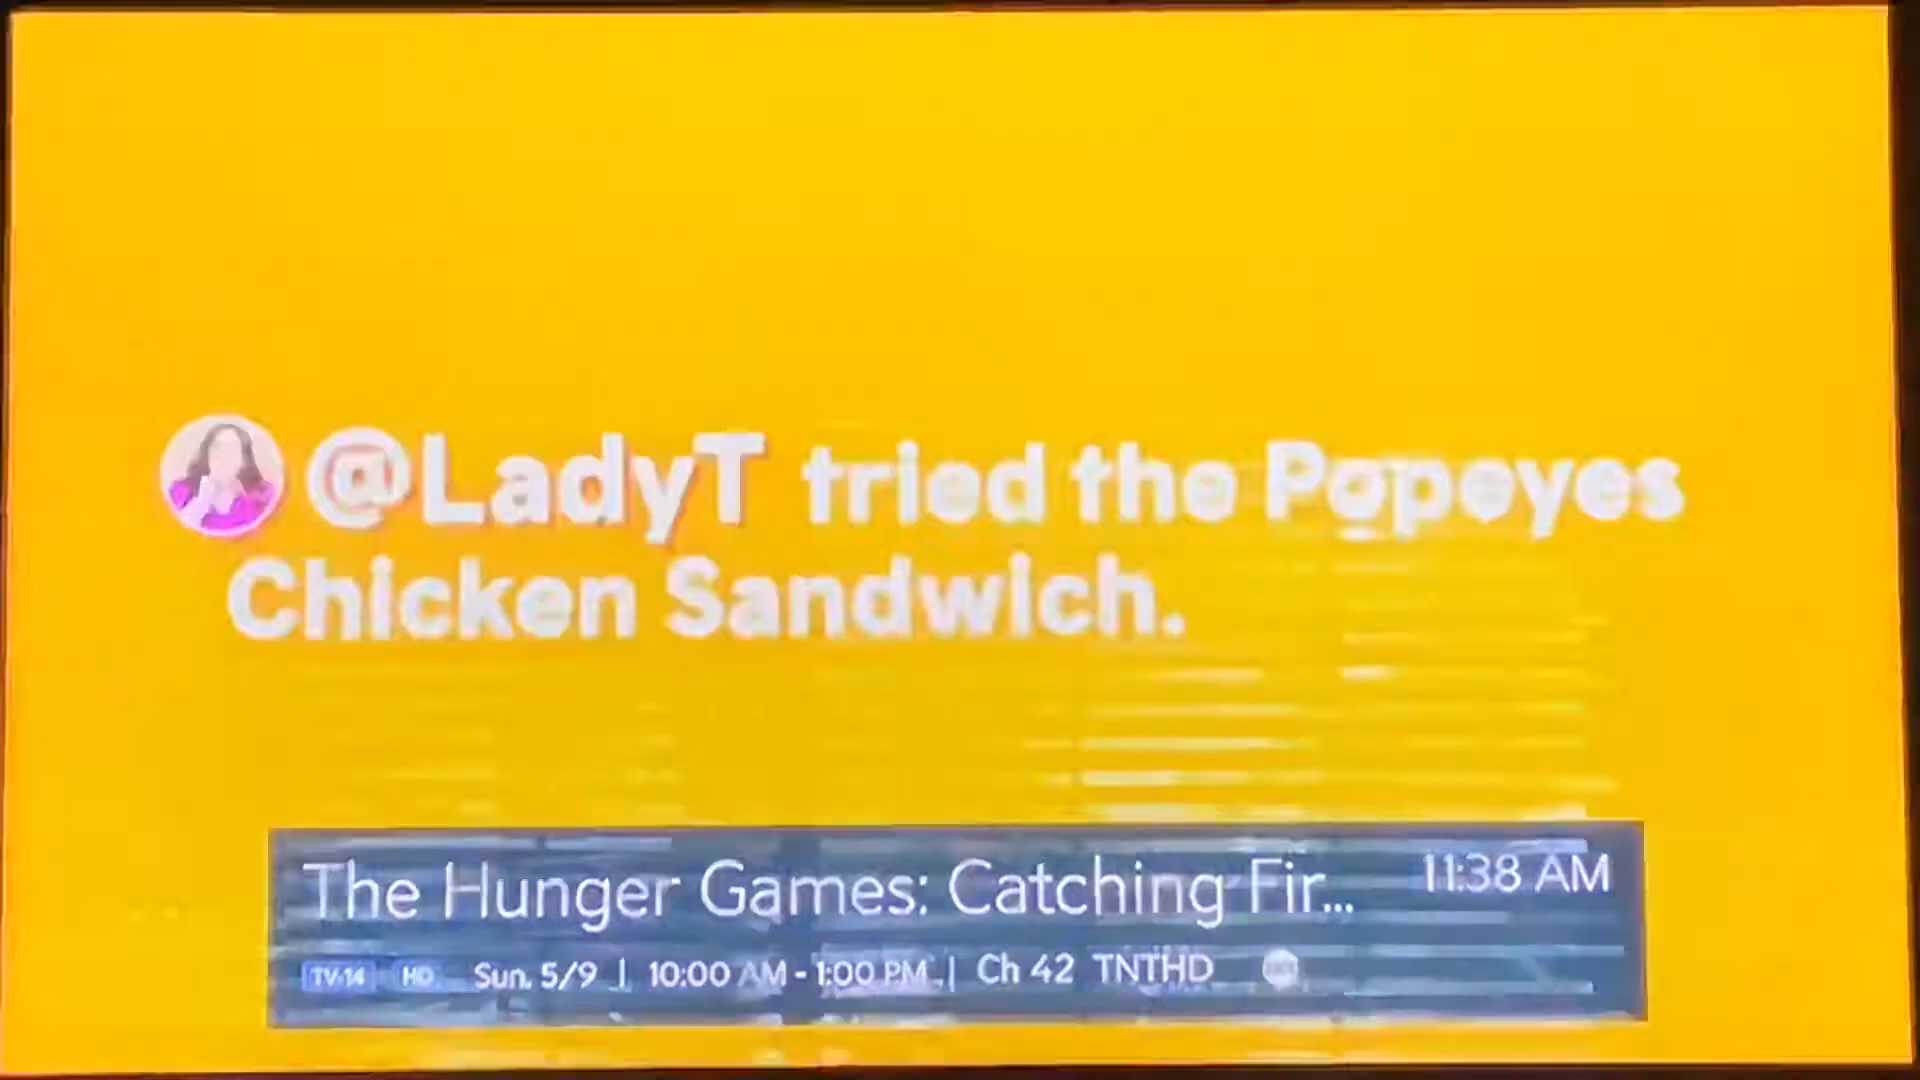 @LadyT tried the Popeyes
Chicken Sandwich.
The Hunger Games: Catching Fir... 11:38 AM
TV-14 HD Sun. 5/9 | 10:00 AM - 1:00 PM | Ch 42 TNTHD